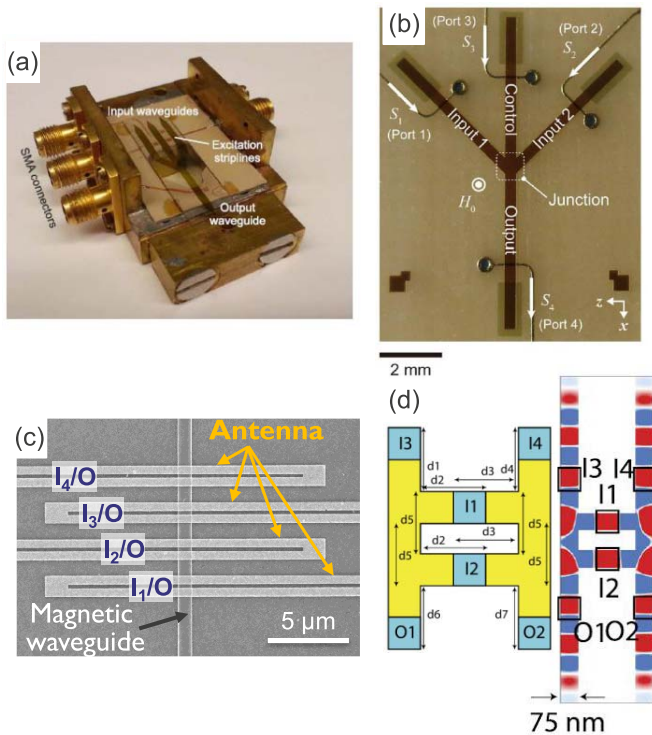 (a)
Input waveguides
Excitation
striplines
SMA connectors
Output
waveguide
(b)
(Port 3)
S3
(Port 2)
S2
S1
(Port 1)
Input 1
Control
Input 2
H0
Junction
Output
S4
(Port 4)
z
x
2 mm
(c)
Antenna
I4/O
I3/O
I2/O
I1/O
Magnetic
waveguide
5 µm
(d)
I3
I4
d1
d2
d3
d4
I1
d5
d5
d2
d3
d5
d5
I2
d6
d7
O1
O2
I3 I4
I1
I2
O1O2
75 nm